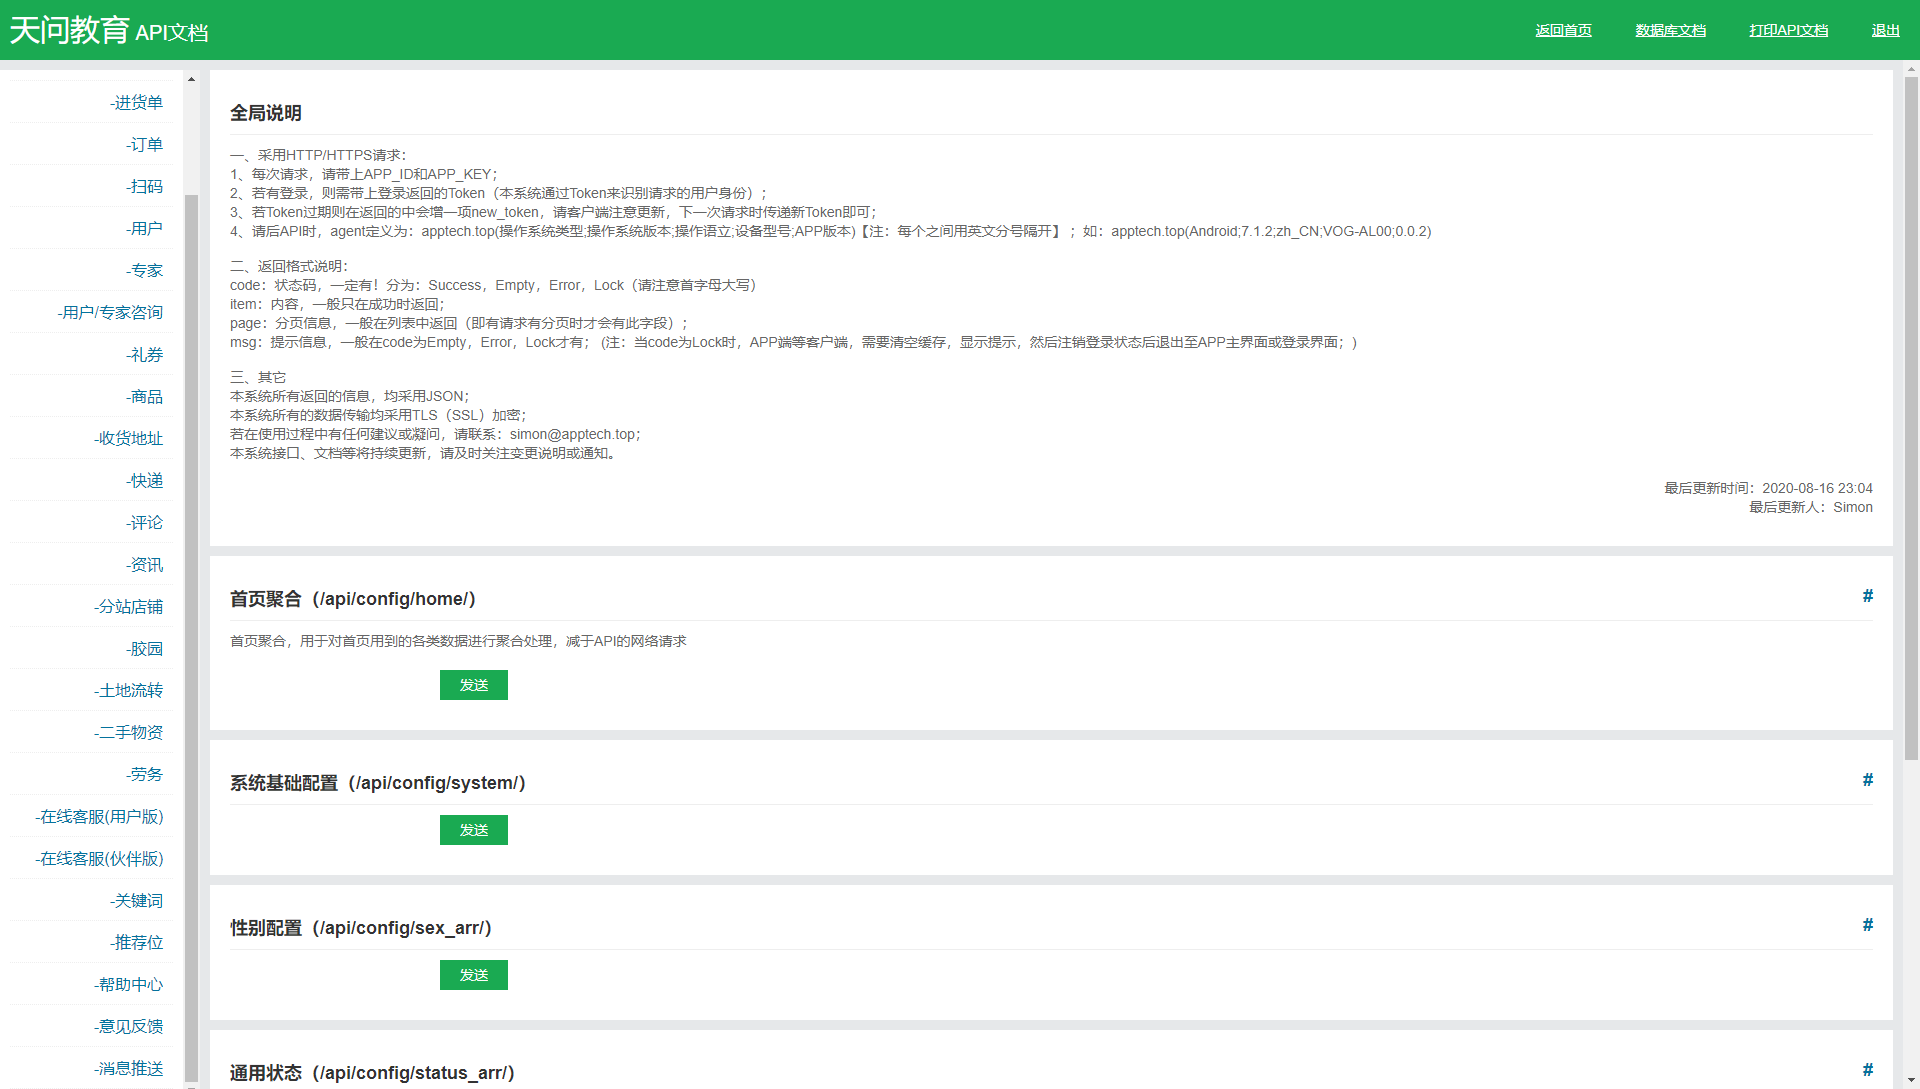 天问教育 API文档
返回首页 数据库文档 打印API文档 退出
-进货单
-订单
-扫码
-用户
-专家
-用户/专家咨询
-礼券
-商品
-收货地址
-快递
-评论
-资讯
-分站店铺
-胶园
-土地流转
-二手物资
-劳务
-在线客服(用户版)
-在线客服(伙伴版)
-关键词
-推荐位
-帮助中心
-意见反馈
-消息推送
全局说明
一、采用HTTP/HTTPS请求：
1、每次请求，请带上APP_ID和APP_KEY；
2、若有登录，则需带上登录返回的Token（本系统通过Token来识别请求的用户身份）；
3、若Token过期则在返回的中会增一项new_token，请客户端注意更新，下一次请求时传递新Token即可；
4、请后API时，agent定义为：apptech.top(操作系统类型;操作系统版本;操作语立;设备型号;APP版本)【注：每个之间用英文分号隔开】；如：apptech.top(Android;7.1.2;zh_CN;VOG-AL00;0.0.2)
二、返回格式说明：
code：状态码，一定有！分为：Success，Empty，Error，Lock（请注意首字母大写）
item：内容，一般只在成功时返回；
page：分页信息，一般在列表中返回（即有请求有分页时才会有此字段）；
msg：提示信息，一般在code为Empty，Error，Lock才有； (注：当code为Lock时，APP端等客户端，需要清空缓存，显示提示，然后注销登录状态后退出至APP主界面或登录界面；)
三、其它
本系统所有返回的信息，均采用JSON；
本系统所有的数据传输均采用TLS（SSL）加密；
若在使用过程中有任何建议或凝问，请联系：simon@apptech.top；
本系统接口、文档等将持续更新，请及时关注变更说明或通知。
最后更新时间：2020-08-16 23:04
最后更新人：Simon
首页聚合（/api/config/home/） #
首页聚合，用于对首页用到的各类数据进行聚合处理，减于API的网络请求
发送
系统基础配置（/api/config/system/） #
发送
性别配置（/api/config/sex_arr/） #
发送
通用状态（/api/config/status_arr/） #